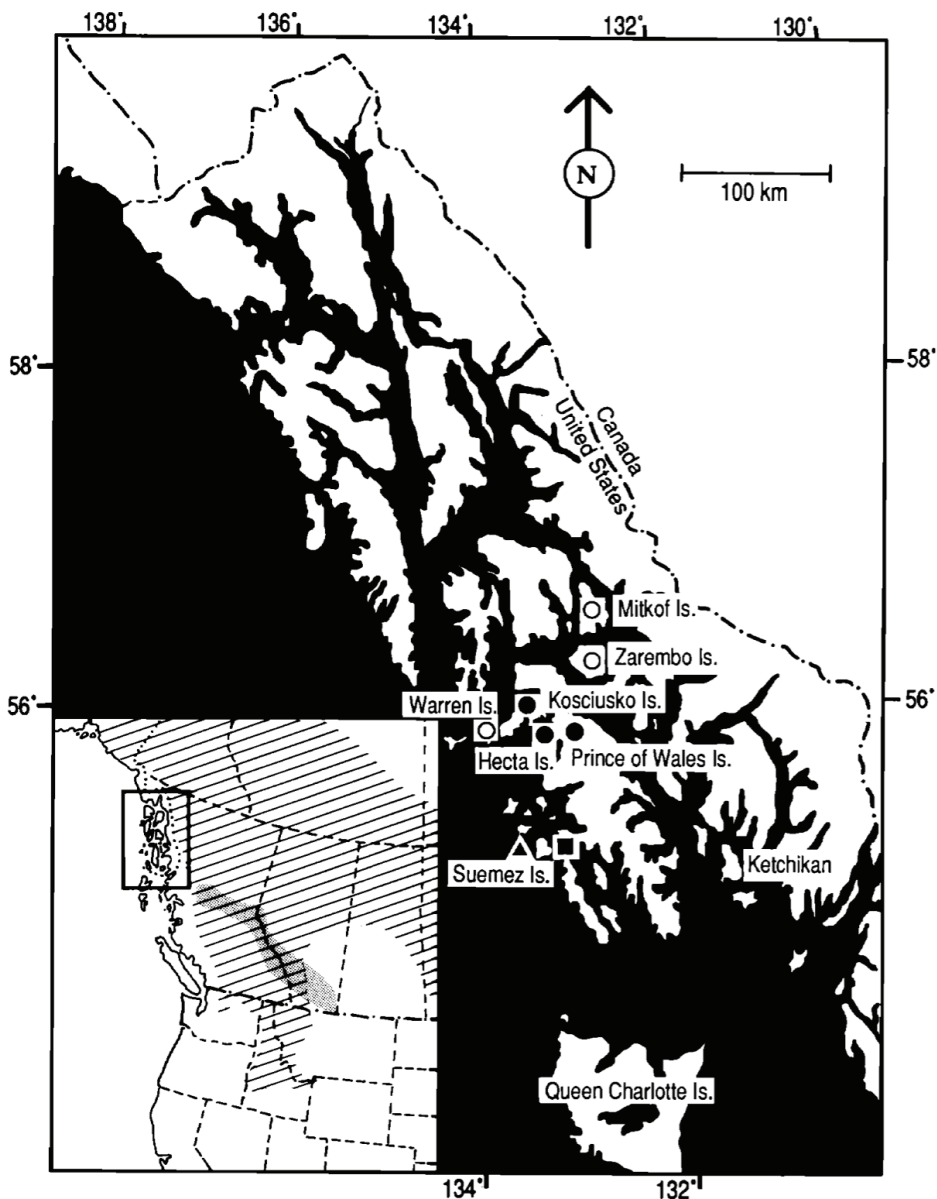 138° 136° 134° 132° 130°
N
100 km
58° 58°
Canada
United States
Mitkof Is.
Zarembo Is.
56° Warren Is. Kosciusko Is. 56°
Hecta Is. Prince of Wales Is.
Suemez Is. Ketchikan
Queen Charlotte Is.
134° 132°